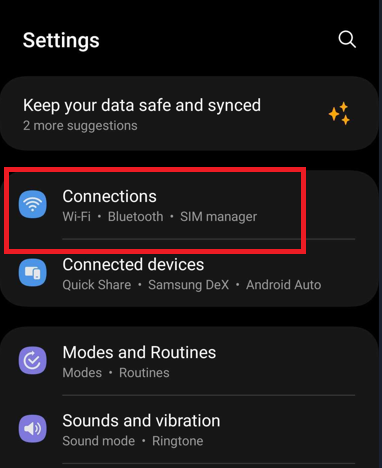 Settings
Keep your data safe and synced
2 more suggestions
Connections
Wi-Fi • Bluetooth • SIM manager
Connected devices
Quick Share • Samsung DeX • Android Auto
Modes and Routines
Modes • Routines
Sounds and vibration
Sound mode • Ringtone